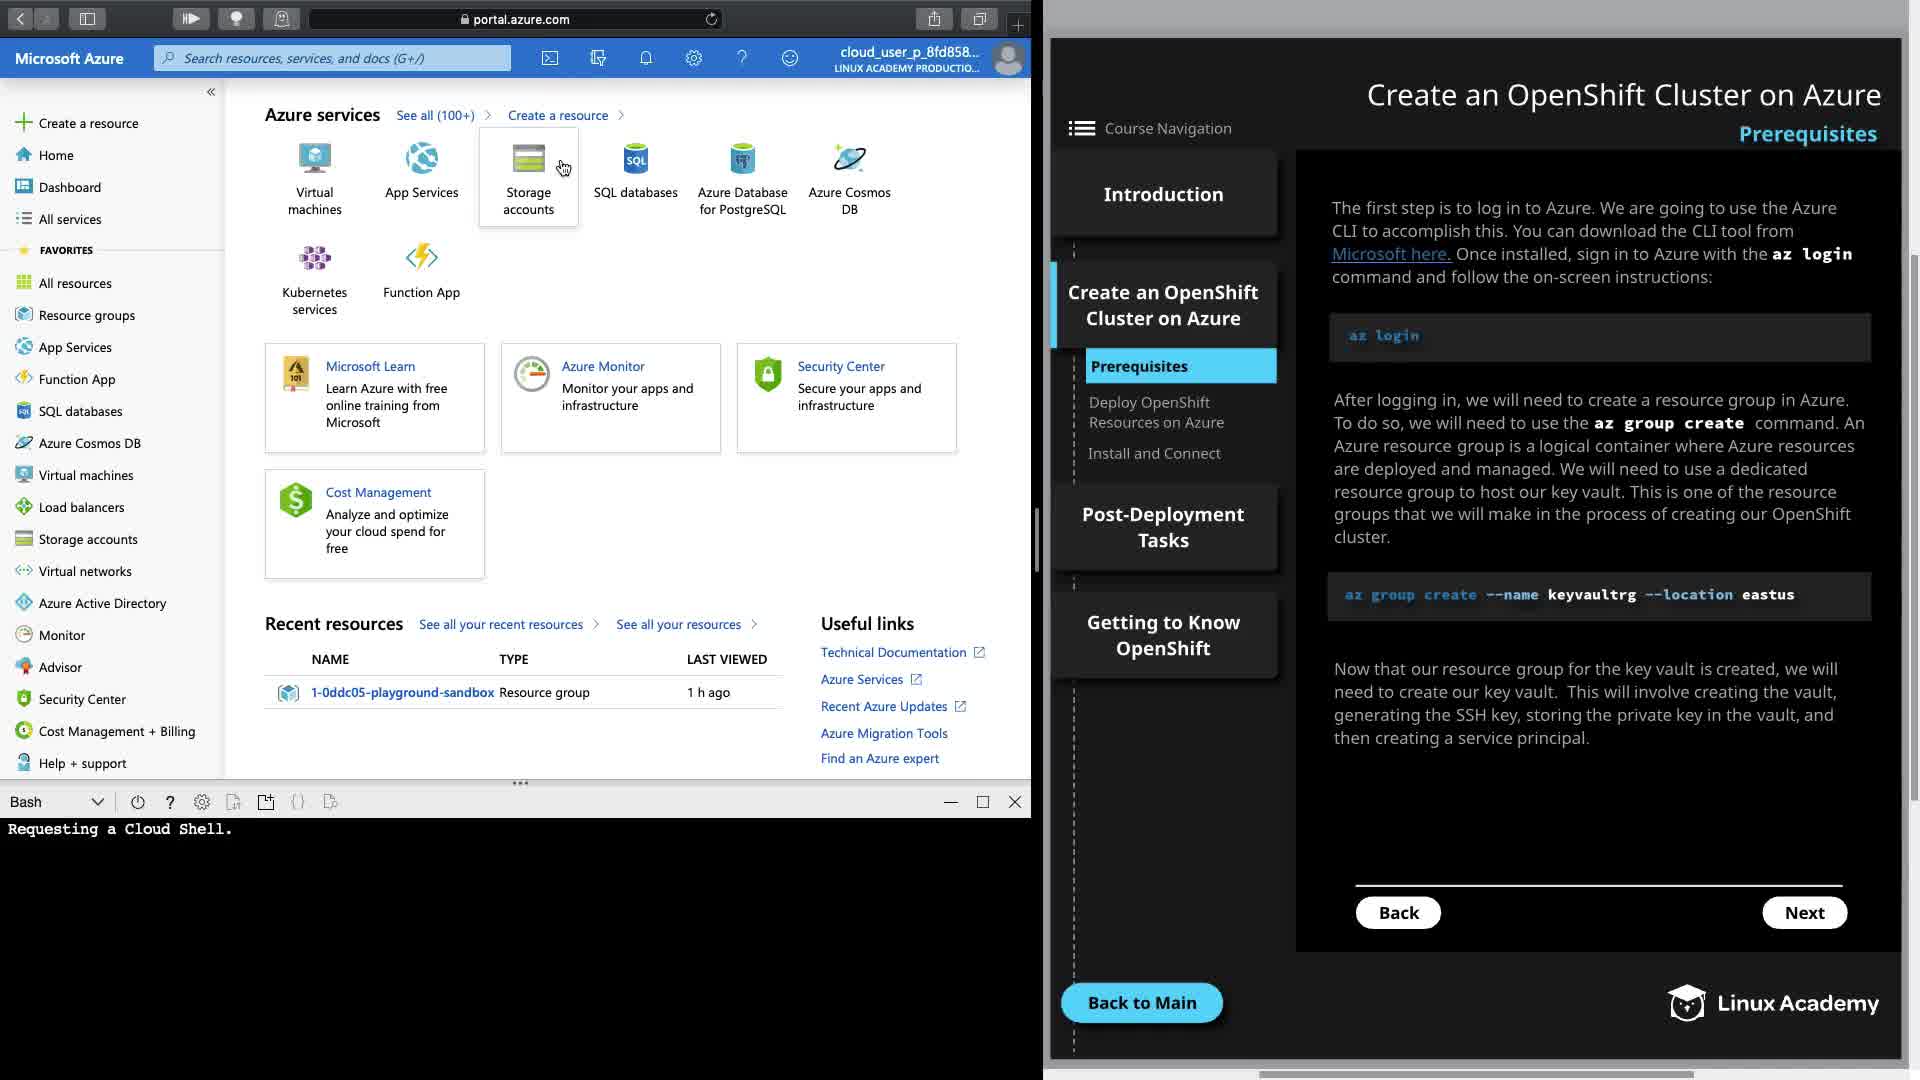 portal.azure.com
Microsoft Azure
Search resources, services, and docs (G+/)
cloud_user_p_8fd858...
LINUX ACADEMY PRODUCTIO...
«
Create a resource
Home
Dashboard
All services
FAVORITES
All resources
Resource groups
App Services
Function App
SQL databases
Azure Cosmos DB
Virtual machines
Load balancers
Storage accounts
Virtual networks
Azure Active Directory
Monitor
Advisor
Security Center
Cost Management + Billing
Help + support
Azure services
See all (100+)
Create a resource
Virtual
machines
App Services
Storage
accounts
SQL
SQL databases
Azure Database
for PostgreSQL
Azure Cosmos
DB
Kubernetes
services
Function App
Microsoft Learn
Learn Azure with free
online training from
Microsoft
Azure Monitor
Monitor your apps and
infrastructure
Security Center
Secure your apps and
infrastructure
Cost Management
Analyze and optimize
your cloud spend for
free
Recent resources
See all your recent resources
See all your resources
NAME TYPE LAST VIEWED
1-0ddc05-playground-sandbox Resource group 1 h ago
Useful links
Technical Documentation
Azure Services
Recent Azure Updates
Azure Migration Tools
Find an Azure expert
Bash
Requesting a Cloud Shell.
Create an OpenShift Cluster on Azure
Prerequisites
Course Navigation
Introduction
Create an OpenShift
Cluster on Azure
Prerequisites
Deploy OpenShift
Resources on Azure
Install and Connect
Post-Deployment
Tasks
Getting to Know
OpenShift
Back to Main
The first step is to log in to Azure. We are going to use the Azure
CLI to accomplish this. You can download the CLI tool from
Microsoft here. Once installed, sign in to Azure with the az login
command and follow the on-screen instructions:
az login
After logging in, we will need to create a resource group in Azure.
To do so, we will need to use the az group create command. An
Azure resource group is a logical container where Azure resources
are deployed and managed. We will need to use a dedicated
resource group to host our key vault. This is one of the resource
groups that we will make in the process of creating our OpenShift
cluster.
az group create --name keyvaultrg --location eastus
Now that our resource group for the key vault is created, we will
need to create our key vault. This will involve creating the vault,
generating the SSH key, storing the private key in the vault, and
then creating a service principal.
Back
Next
Linux Academy